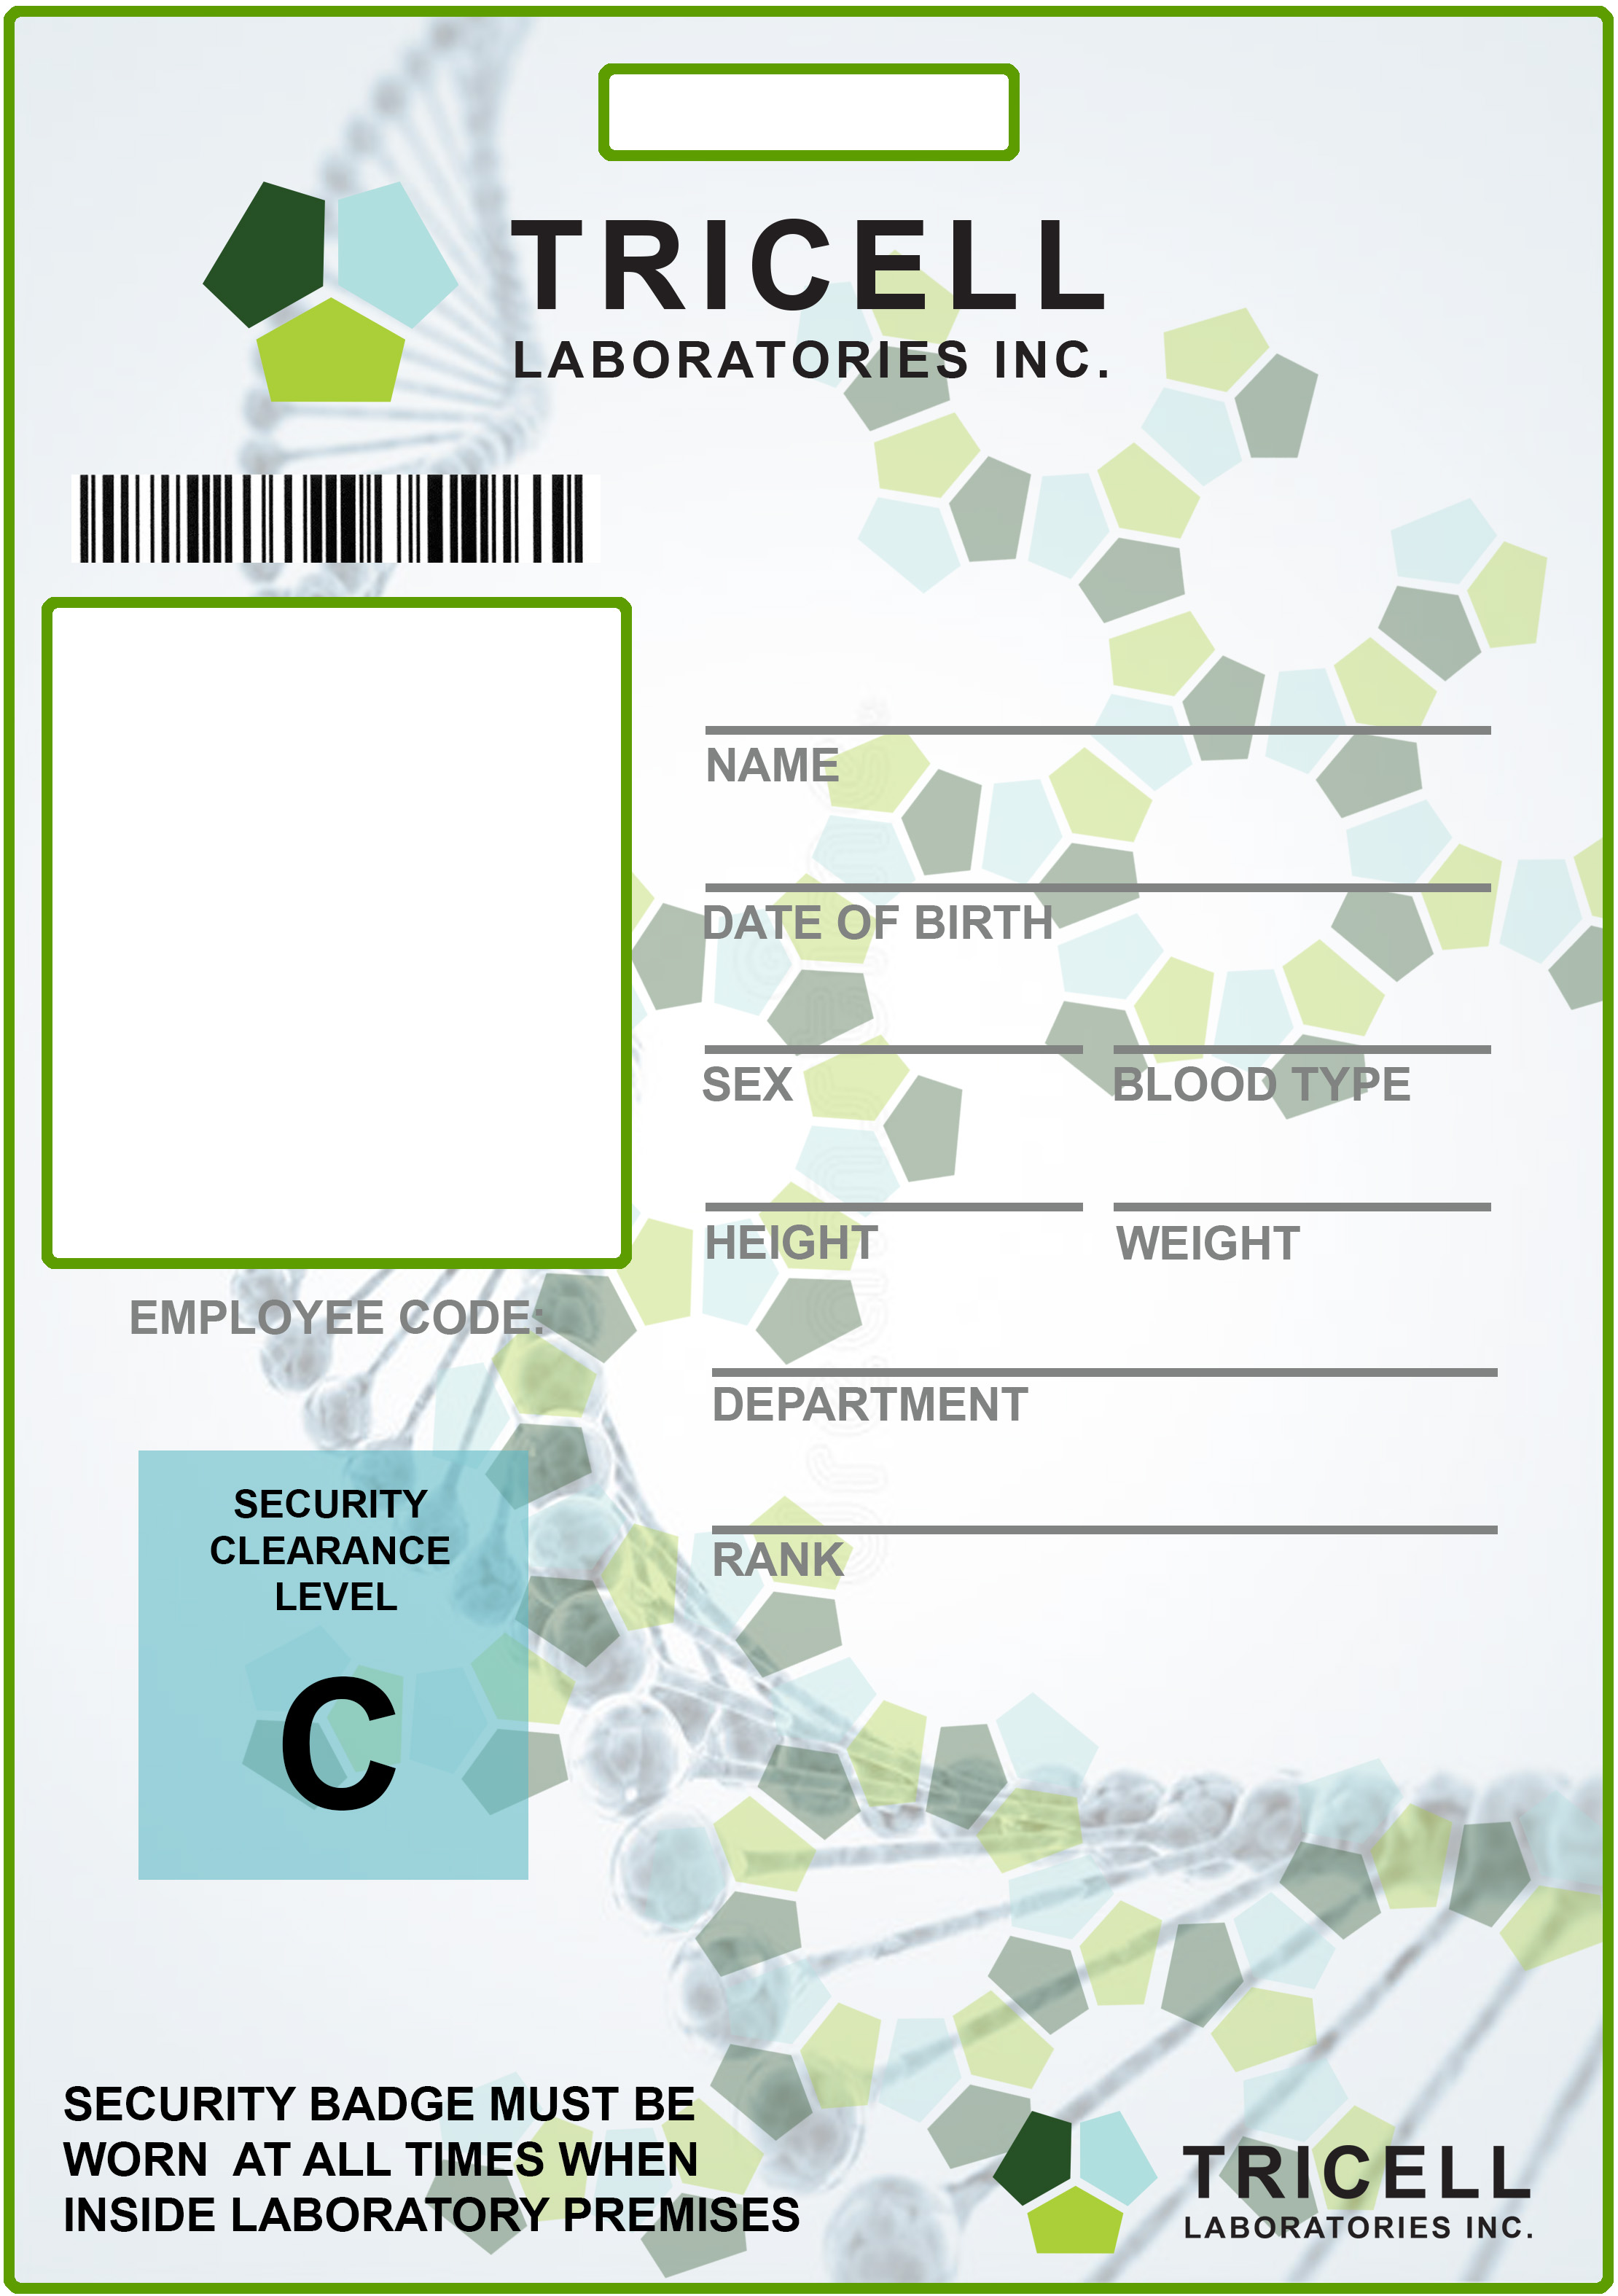 TRICELL
LABORATORIES INC.
NAME
DATE OF BIRTH
SEX
BLOOD TYPE
HEIGHT
WEIGHT
EMPLOYEE CODE:
DEPARTMENT
RANK
SECURITY
CLEARANCE
LEVEL
C
SECURITY BADGE MUST BE
WORN AT ALL TIMES WHEN
INSIDE LABORATORY PREMISES
TRICELL
LABORATORIES INC.